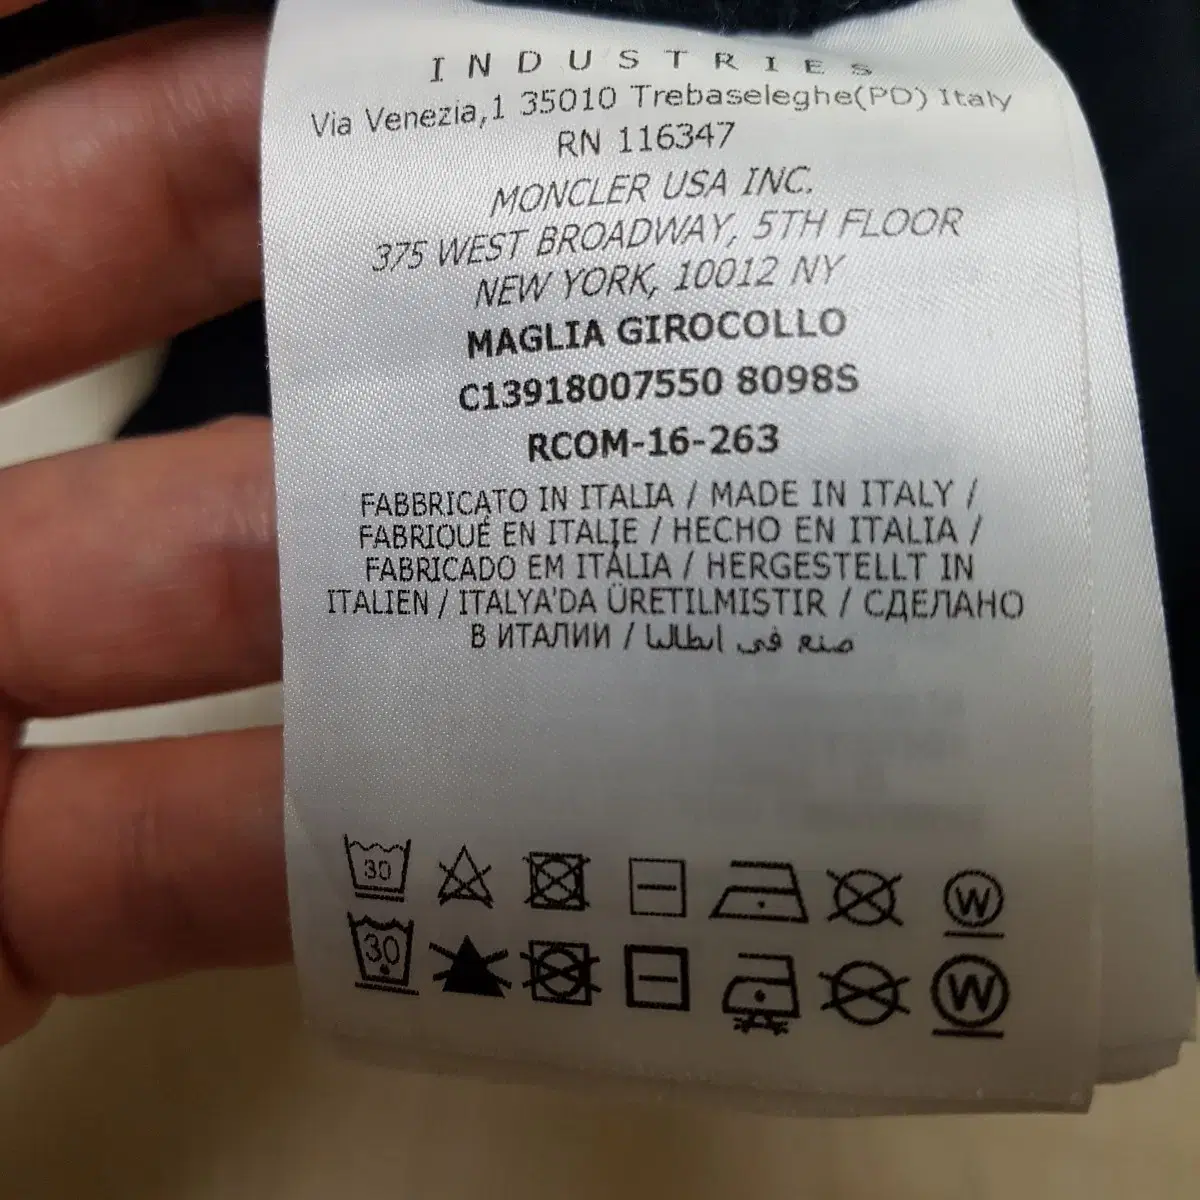 INDUSTRIES
Via Venezia,1 35010 Trebaseleghe(PD) Italy
RN 116347
MONCLER USA INC.
375 WEST BROADWAY, 5TH FLOOR
NEW YORK, 10012 NY
MAGLIA GIROCOLLO
C13918007550 8098S
RCOM-16-263
FABBRICATO IN ITALIA / MADE IN ITALY /
FABRIQUÉ EN ITALIE / HECHO EN ITALIA /
FABRICADO EM ITÁLIA / HERGESTELLT IN
ITALIEN / ITALYA'DA ÜRETILMISTIR / СДЕЛАНО
В ИТАЛИИ / صنع في ايطاليا
30 W
30 W